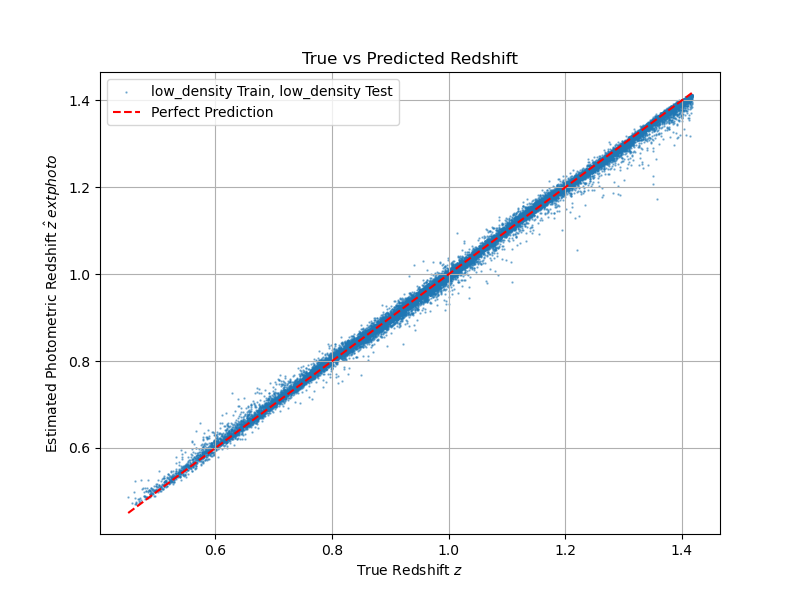 True vs Predicted Redshift
low_density Train, low_density Test
Perfect Prediction
Estimated Photometric Redshift ẑ extphoto
1.4
1.2
1.0
0.8
0.6
0.6 0.8 1.0 1.2 1.4
True Redshift z